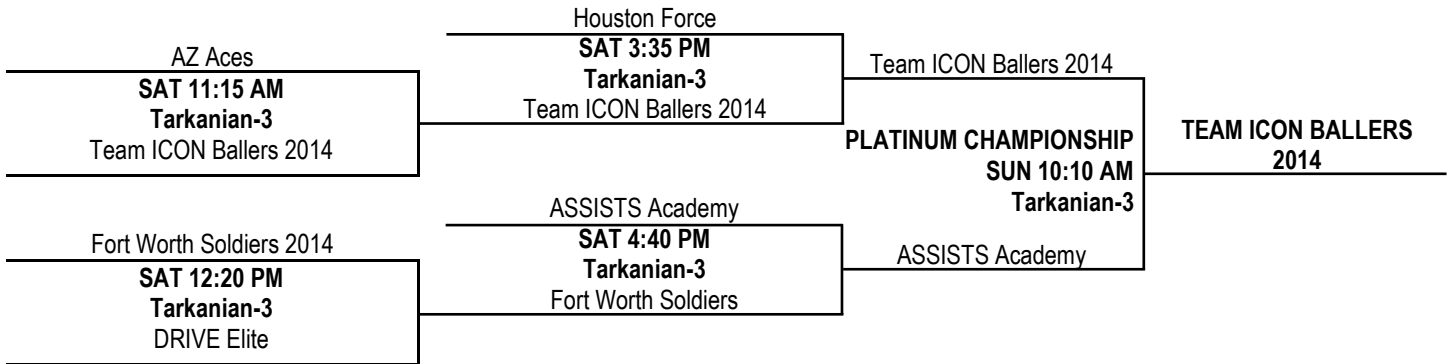 AZ Aces
SAT 11:15 AM
Tarkanian-3
Team ICON Ballers 2014
Fort Worth Soldiers 2014
SAT 12:20 PM
Tarkanian-3
DRIVE Elite
Houston Force
SAT 3:35 PM
Tarkanian-3
Team ICON Ballers 2014
ASSISTS Academy
SAT 4:40 PM
Tarkanian-3
Fort Worth Soldiers
Team ICON Ballers 2014
PLATINUM CHAMPIONSHIP
SUN 10:10 AM
Tarkanian-3
ASSISTS Academy
TEAM ICON BALLERS
2014